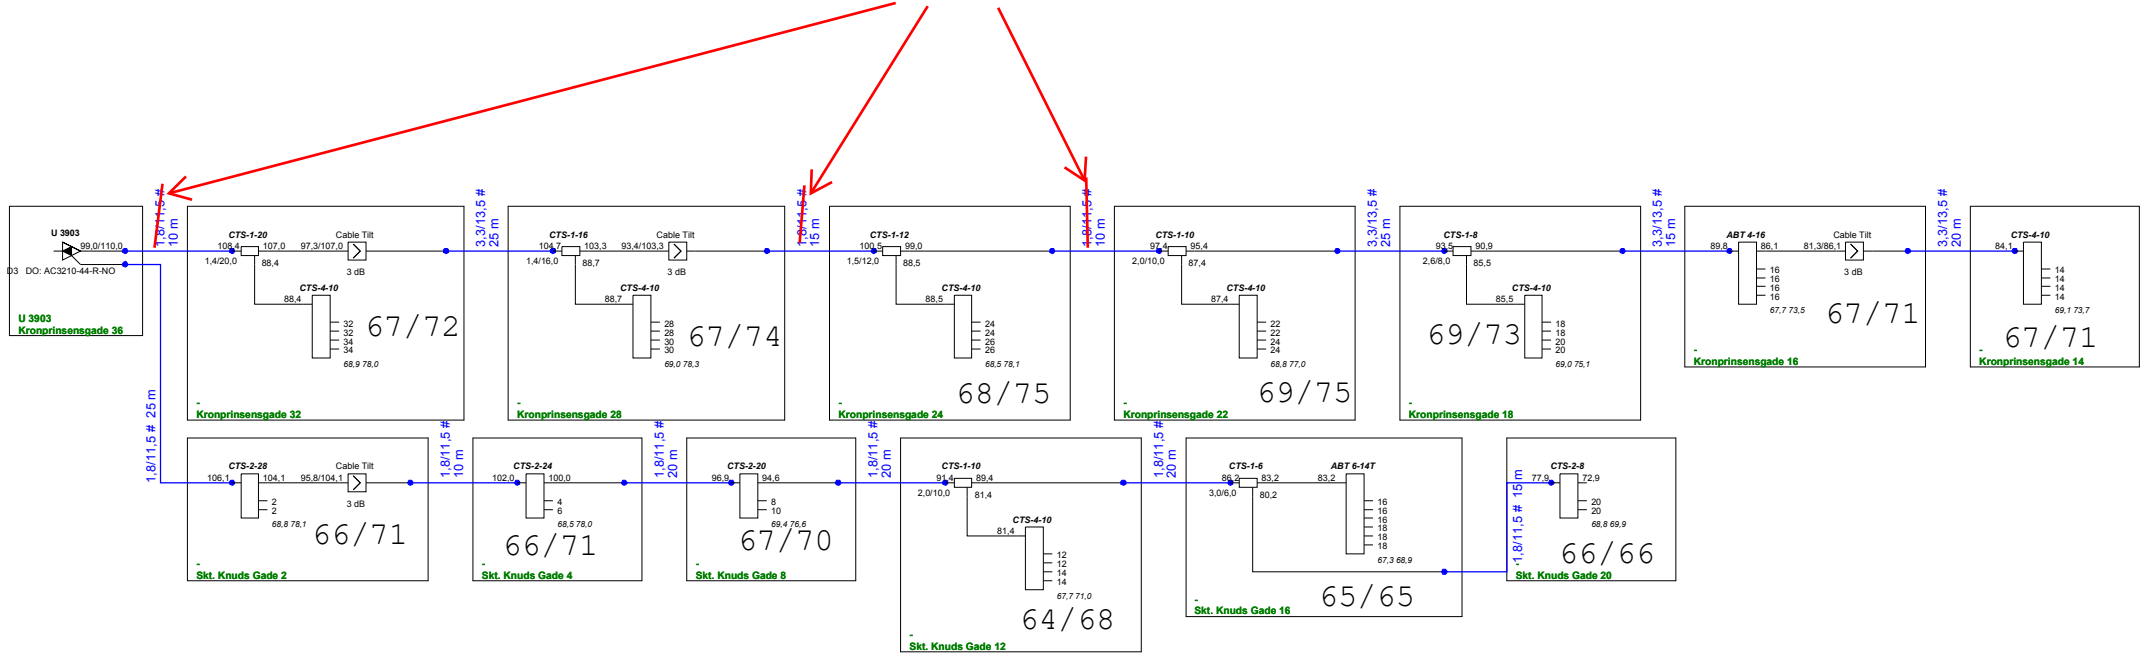 U 3903
99,0/110,0
D3 DO: AC3210-44-R-NO
U 3903
Kronprinsensgade 36
1,8/11,5 #
10 m
CTS-1-20
108,4
107,0
1,4/20,0
88,4
97,3/107,0
Cable Tilt
3 dB
CTS-4-10
88,4
32
32
34
34
68,9 78,0
67/72
-
Kronprinsensgade 32
3,3/13,5 #
25 m
CTS-1-16
104,7
103,3
1,4/16,0
88,7
93,4/103,3
Cable Tilt
3 dB
CTS-4-10
88,7
28
28
30
30
69,0 78,3
67/74
-
Kronprinsensgade 28
1,8/11,5 #
15 m
CTS-1-12
100,5
99,0
1,5/12,0
88,5
CTS-4-10
88,5
24
24
26
26
68,5 78,1
68/75
-
Kronprinsensgade 24
1,8/11,5 #
10 m
CTS-1-10
97,4
95,4
2,0/10,0
87,4
CTS-4-10
87,4
22
22
24
24
68,8 77,0
69/75
-
Kronprinsensgade 22
3,3/13,5 #
25 m
CTS-1-8
93,5
90,9
2,6/8,0
85,5
CTS-4-10
85,5
18
18
20
20
69,0 75,1
69/73
-
Kronprinsensgade 18
3,3/13,5 #
15 m
ABT 4-16
89,8
86,1
81,3/86,1
Cable Tilt
3 dB
16
16
16
16
67,7 73,5
67/71
-
Kronprinsensgade 16
3,3/13,5 #
20 m
CTS-4-10
84,1
14
14
14
14
69,1 73,7
67/71
-
Kronprinsensgade 14
1,8/11,5 # 25 m
CTS-2-28
106,1
104,1
95,8/104,1
Cable Tilt
3 dB
2
2
68,8 78,1
66/71
-
Skt. Knuds Gade 2
1,8/11,5 #
10 m
CTS-2-24
102,0
100,0
4
6
68,5 78,0
66/71
-
Skt. Knuds Gade 4
1,8/11,5 #
20 m
CTS-2-20
96,9
94,6
8
10
69,4 76,6
67/70
-
Skt. Knuds Gade 8
1,8/11,5 #
20 m
CTS-1-10
91,4
89,4
2,0/10,0
81,4
CTS-4-10
81,4
12
12
14
14
67,7 71,0
64/68
-
Skt. Knuds Gade 12
1,8/11,5 #
20 m
CTS-1-6
86,2
83,2
3,0/6,0
80,2
ABT 6-14T
83,2
16
16
16
18
18
18
67,3 68,9
65/65
-
Skt. Knuds Gade 16
1,8/11,5 # 15 m
CTS-2-8
77,9
72,9
20
20
68,8 69,9
66/66
-
Skt. Knuds Gade 20